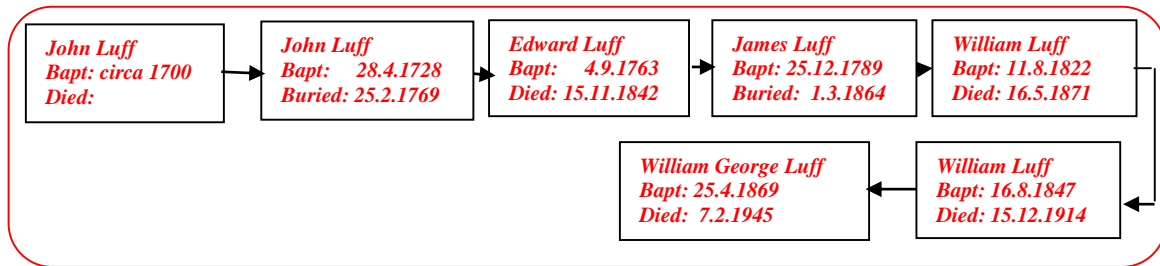 John Luff
Bapt: circa 1700
Died:
John Luff
Bapt: 28.4.1728
Buried: 25.2.1769
Edward Luff
Bapt: 4.9.1763
Died: 15.11.1842
James Luff
Bapt: 25.12.1789
Buried: 1.3.1864
William Luff
Bapt: 11.8.1822
Died: 16.5.1871
William Luff
Bapt: 16.8.1847
Died: 15.12.1914
William George Luff
Bapt: 25.4.1869
Died: 7.2.1945